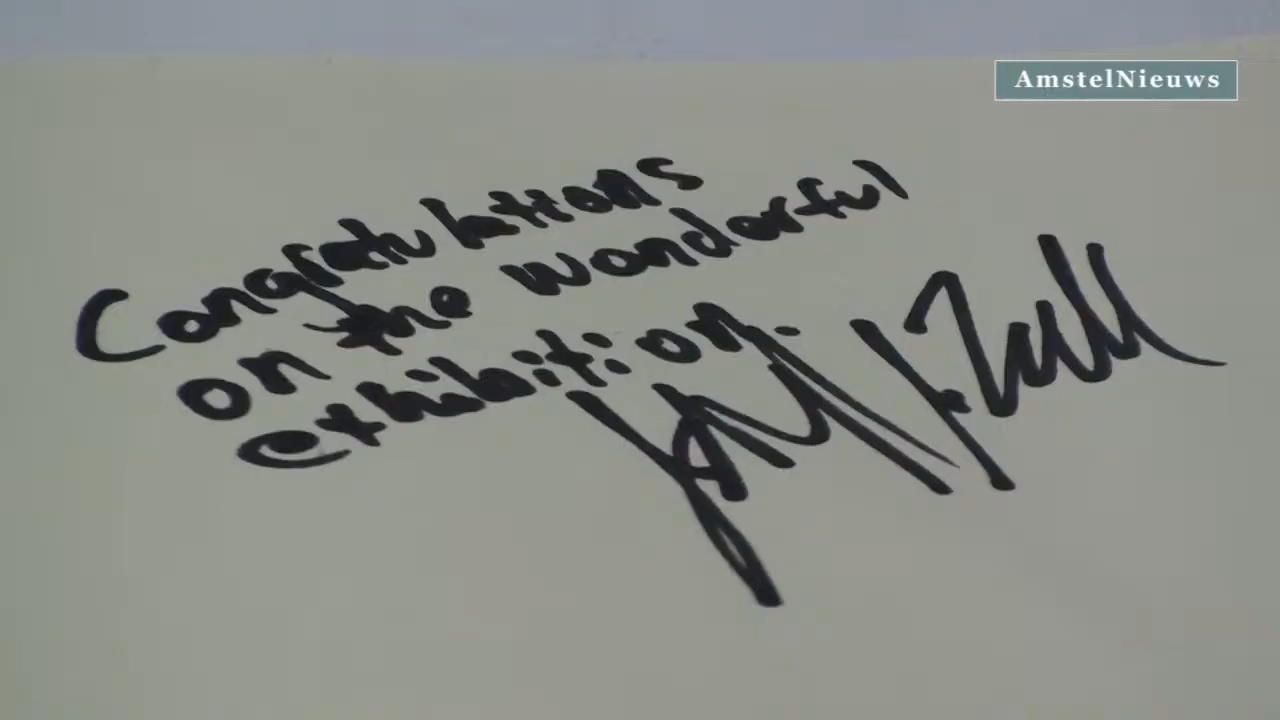 AmstelNieuws
Congratulations
on the wonderful
exhibition.